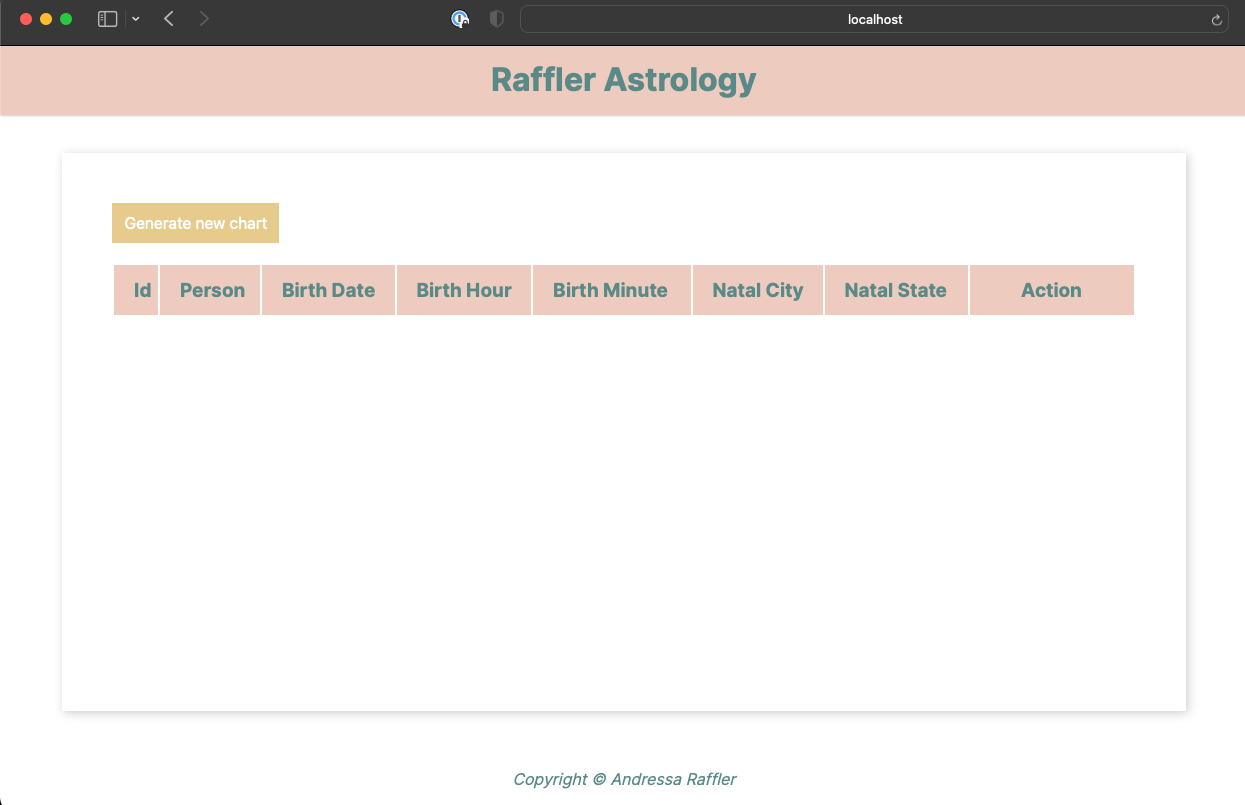 localhost
Raffler Astrology
Generate new chart
Id Person Birth Date Birth Hour Birth Minute Natal City Natal State Action
Copyright © Andressa Raffler